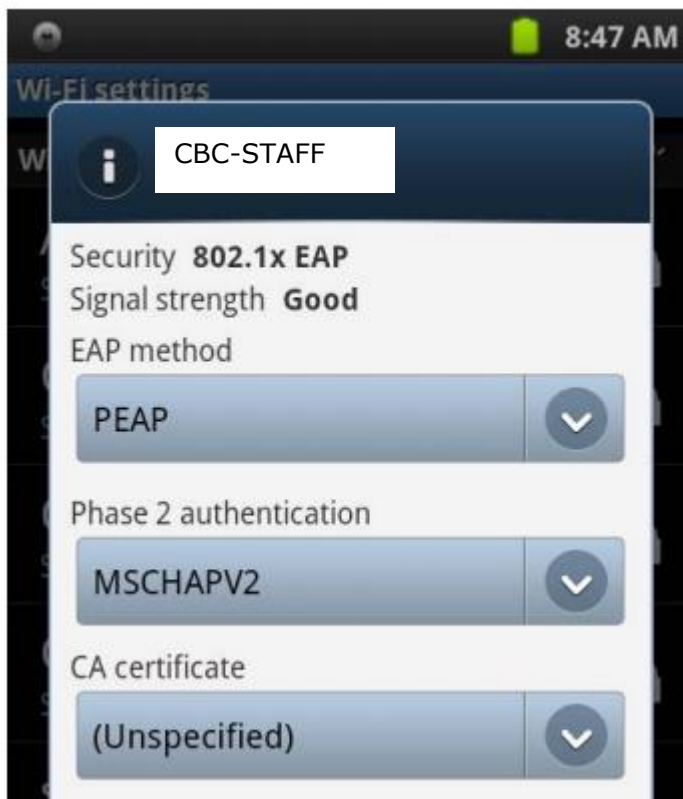 8:47 AM
Wi-Fi settings
CBC-STAFF
Security 802.1x EAP
Signal strength Good
EAP method
PEAP
Phase 2 authentication
MSCHAPV2
CA certificate
(Unspecified)